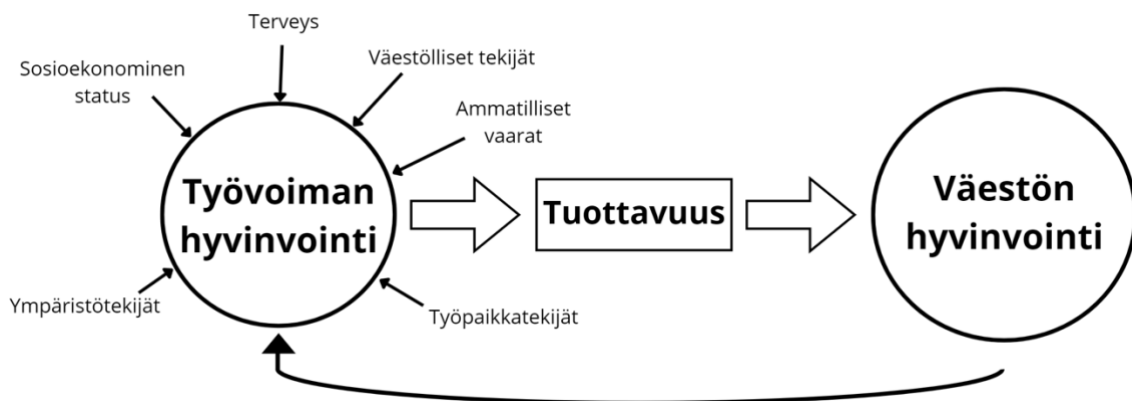 Terveys
Sosioekonominen
status
Väestölliset tekijät
Ammatilliset
vaarat
Työvoiman
hyvinvointi
Tuottavuus
Väestön
hyvinvointi
Ympäristötekijät
Työpaikkatekijät